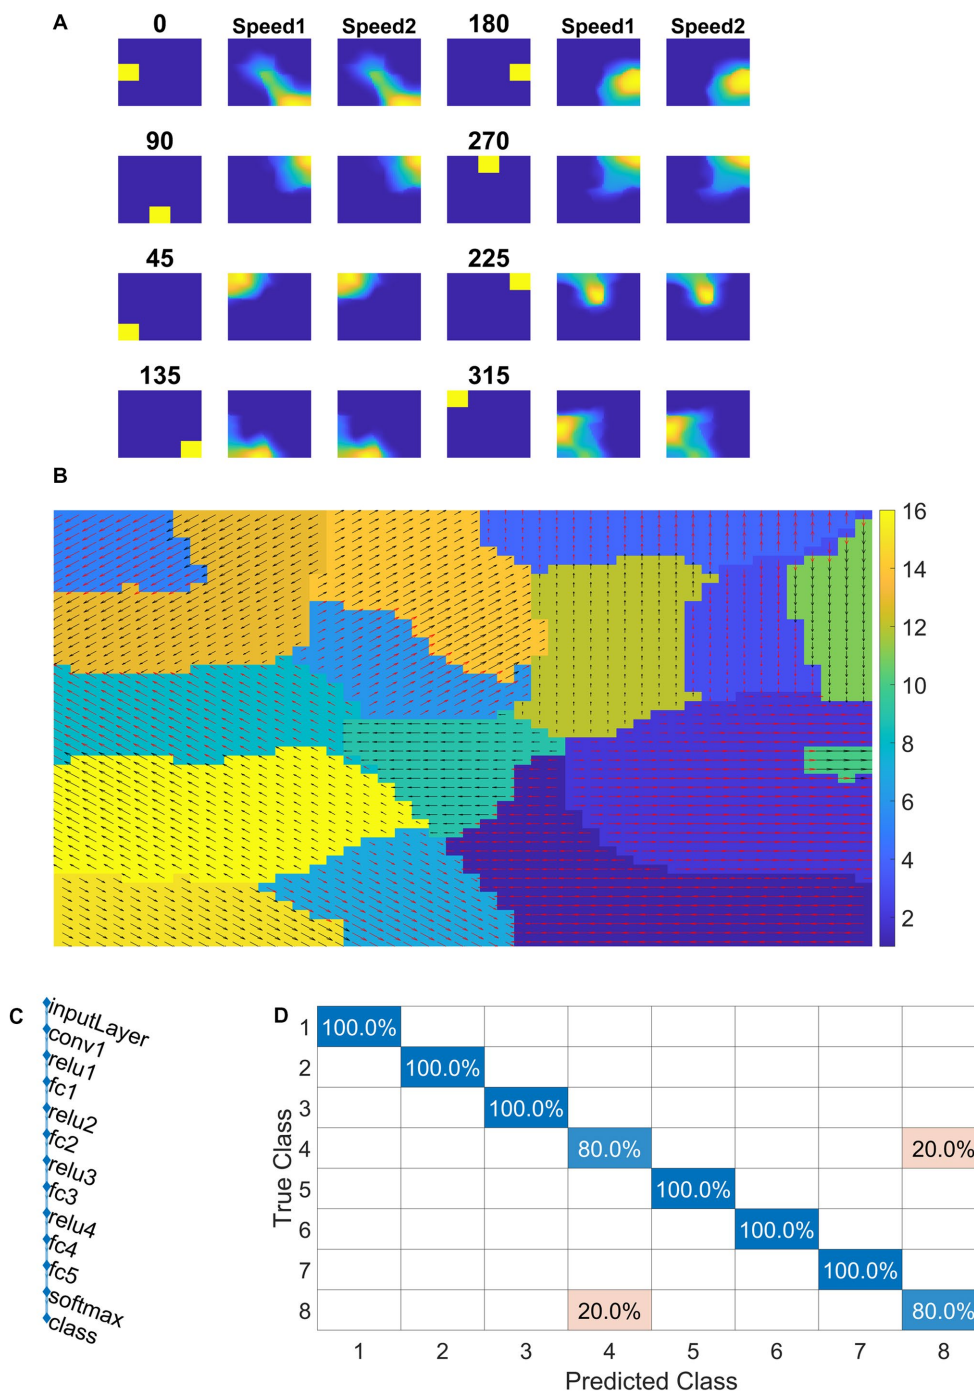 A
0 Speed1 Speed2 180 Speed1 Speed2
90 270
45 225
135 315
B
16
14
12
10
8
6
4
2
C
inputLayer
conv1
relu1
fc1
relu2
fc2
relu3
fc3
relu4
fc4
fc5
softmax
class
D
True Class
1 100.0%
2 100.0%
3 100.0%
4 80.0% 20.0%
5 100.0%
6 100.0%
7 100.0%
8 20.0% 80.0%
1 2 3 4 5 6 7 8
Predicted Class